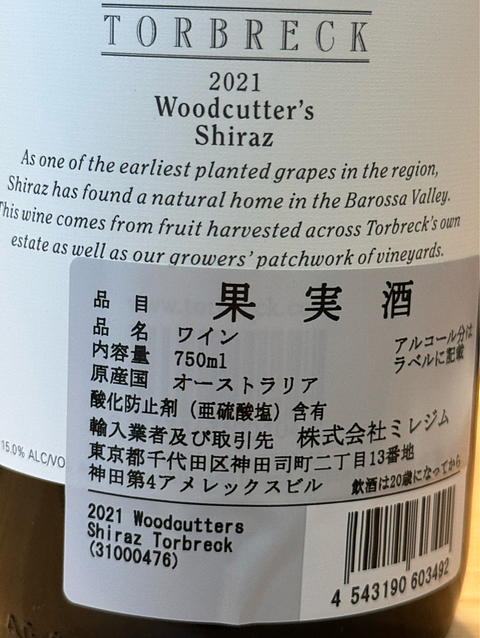 TORBRECK
2021
Woodcutter's
Shiraz
As one of the earliest planted grapes in the region,
Shiraz has found a natural home in the Barossa Valley.
This wine comes from fruit harvested across Torbreck's own
estate as well as our growers' patchwork of vineyards.
品目 果実酒
品名 ワイン
アルコール分は
内容量 750ml
ラベルに記載
原産国 オーストラリア
酸化防止剤（亜硫酸塩）含有
輸入業者及び取引先 株式会社ミレジム
東京都千代田区神田司町二丁目13番地
神田第4アメレックスビル 飲酒は20歳になってから
15.0% ALC/VO
2021 Woodcutters
Shiraz Torbreck
(31000476)
4 543190 603492